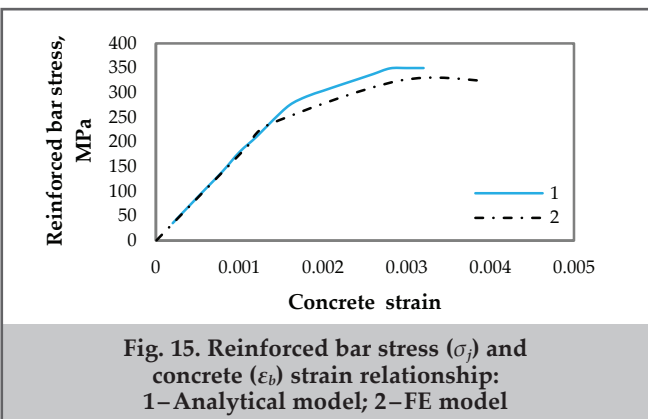 Reinforced bar stress,
MPa
400
350
300
250
200
150
100
50
0
0 0.001 0.002 0.003 0.004 0.005
Concrete strain
1
2
Fig. 15. Reinforced bar stress (σj) and
concrete (εb) strain relationship:
1–Analytical model; 2–FE model